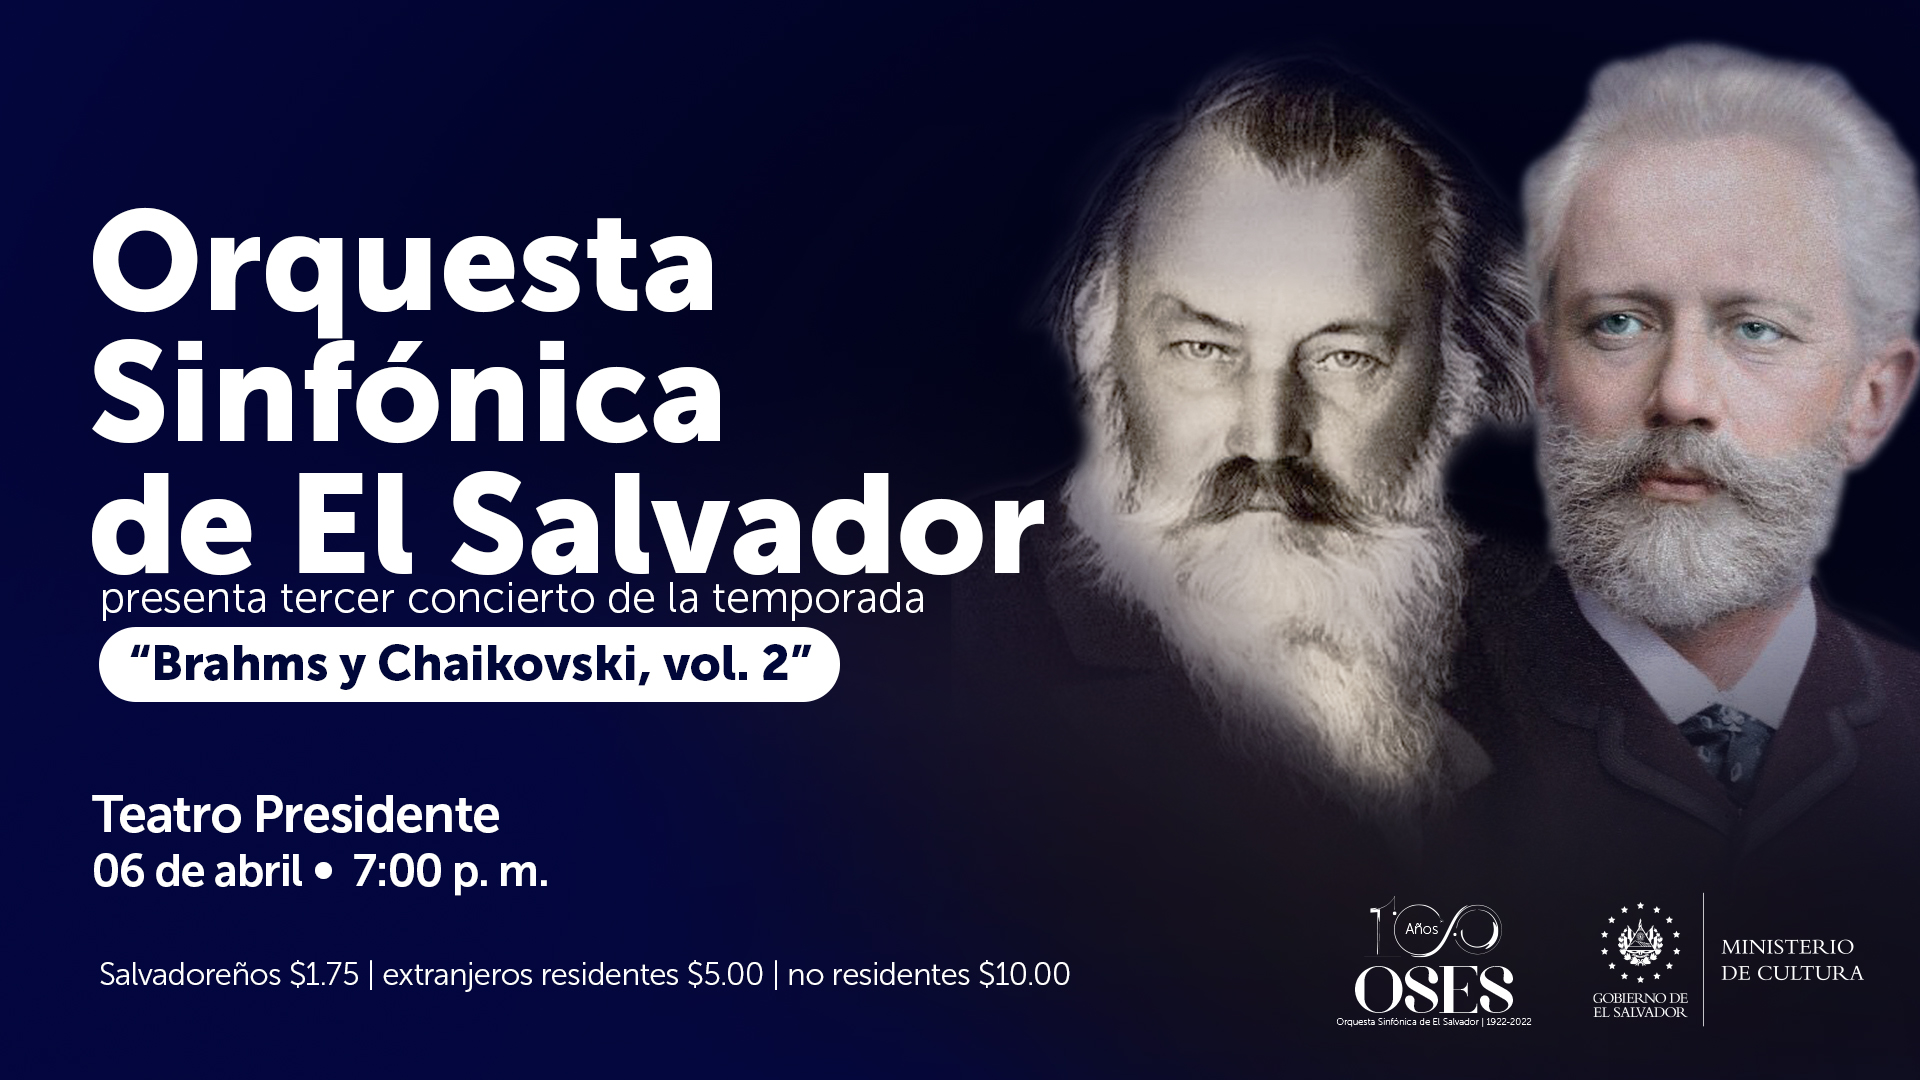 Orquesta
Sinfónica
de El Salvador
presenta tercer concierto de la temporada
“Brahms y Chaikovski, vol. 2”
Teatro Presidente
06 de abril • 7:00 p. m.
Salvadoreños $1.75 | extranjeros residentes $5.00 | no residentes $10.00
100
Años
OSES
Orquesta Sinfónica de El Salvador | 1922-2022
GOBIERNO DE
EL SALVADOR
MINISTERIO
DE CULTURA